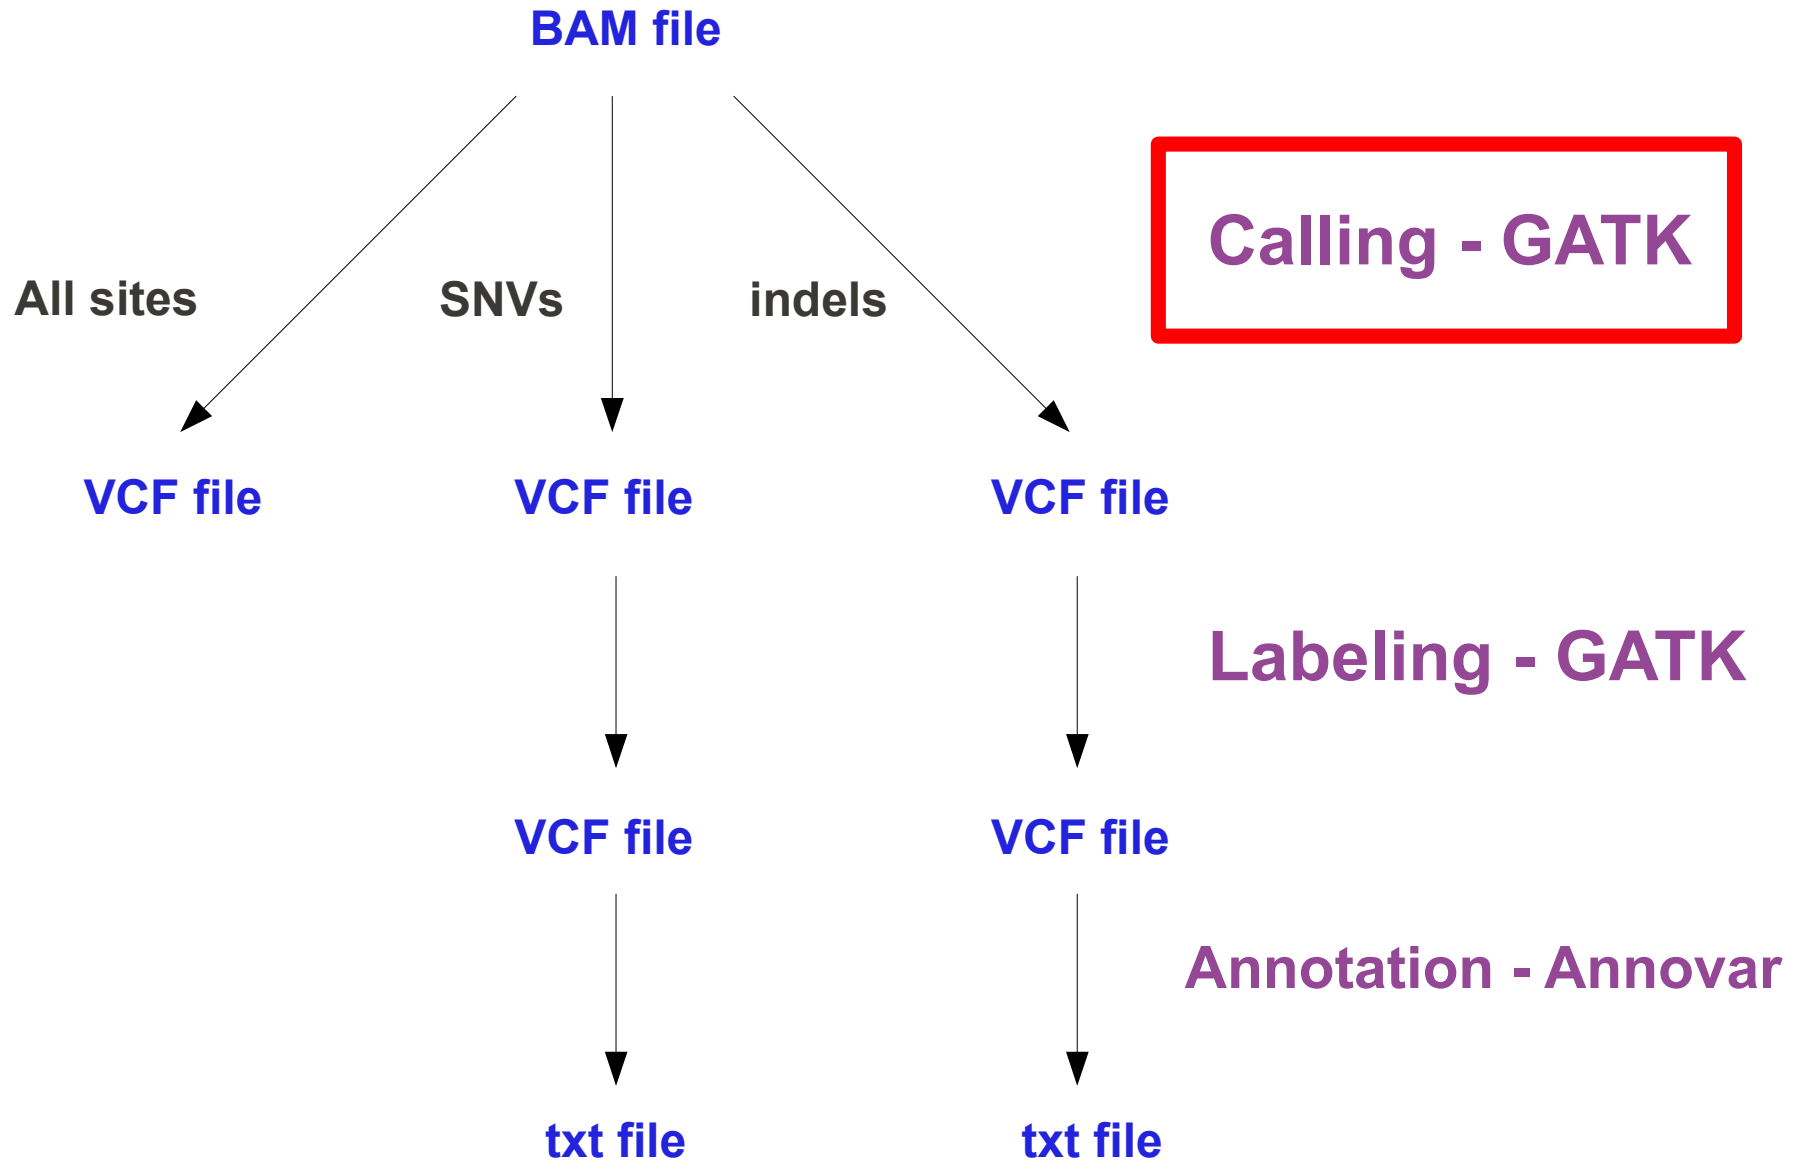 BAM file
Calling - GATK
All sites
SNVs
indels
VCF file
VCF file
VCF file
Labeling - GATK
VCF file
VCF file
Annotation - Annovar
txt file
txt file